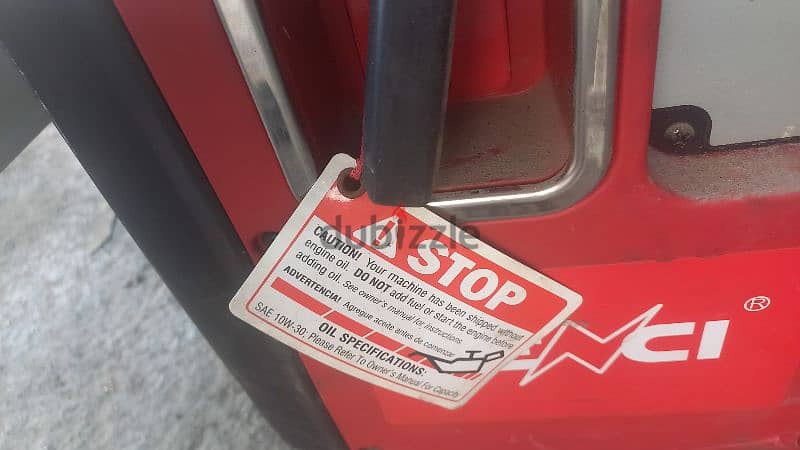 STOP
CAUTION! Your machine has been shipped without
engine oil. DO NOT add fuel or start the engine before
adding oil. See owner's manual for instructions.
ADVERTENCIA! Agregue aceite antes de comenzar
OIL SPECIFICATIONS:
SAE 10W-30, Please Refer To Owner's Manual For Capacity
ENCI ®
dubizzle